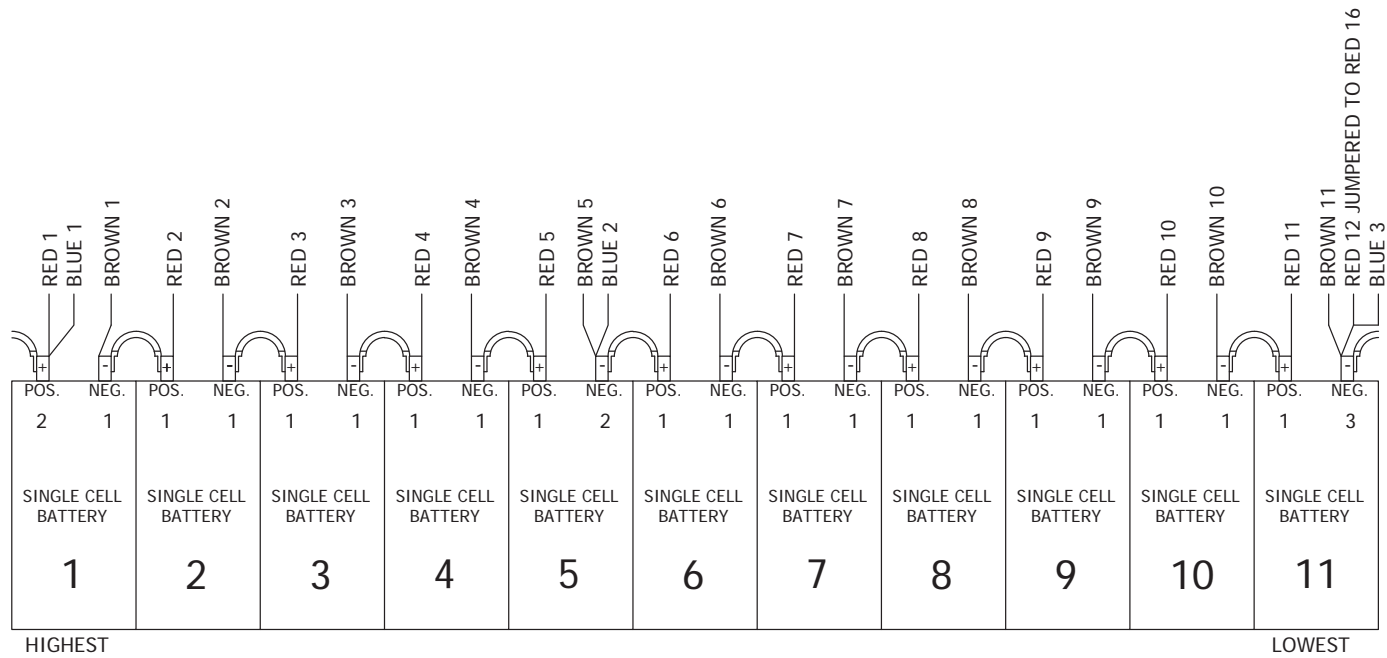 RED 1
BLUE 1
BROWN 1
RED 2
BROWN 2
RED 3
BROWN 3
RED 4
BROWN 4
RED 5
BROWN 5
BLUE 2
RED 6
BROWN 6
RED 7
BROWN 7
RED 8
BROWN 8
RED 9
BROWN 9
RED 10
BROWN 10
RED 11
BROWN 11
RED 12 JUMPERED TO RED 16
BLUE 3
+ - + - + - + - + - + - + - + - + - + - + -
POS. NEG. POS. NEG. POS. NEG. POS. NEG. POS. NEG. POS. NEG. POS. NEG. POS. NEG. POS. NEG. POS. NEG. POS. NEG.
2 1 1 1 1 1 1 1 1 2 1 1 1 1 1 1 1 1 1 1 1 3
SINGLE CELL SINGLE CELL SINGLE CELL SINGLE CELL SINGLE CELL SINGLE CELL SINGLE CELL SINGLE CELL SINGLE CELL SINGLE CELL SINGLE CELL
BATTERY BATTERY BATTERY BATTERY BATTERY BATTERY BATTERY BATTERY BATTERY BATTERY BATTERY
1 2 3 4 5 6 7 8 9 10 11
HIGHEST LOWEST